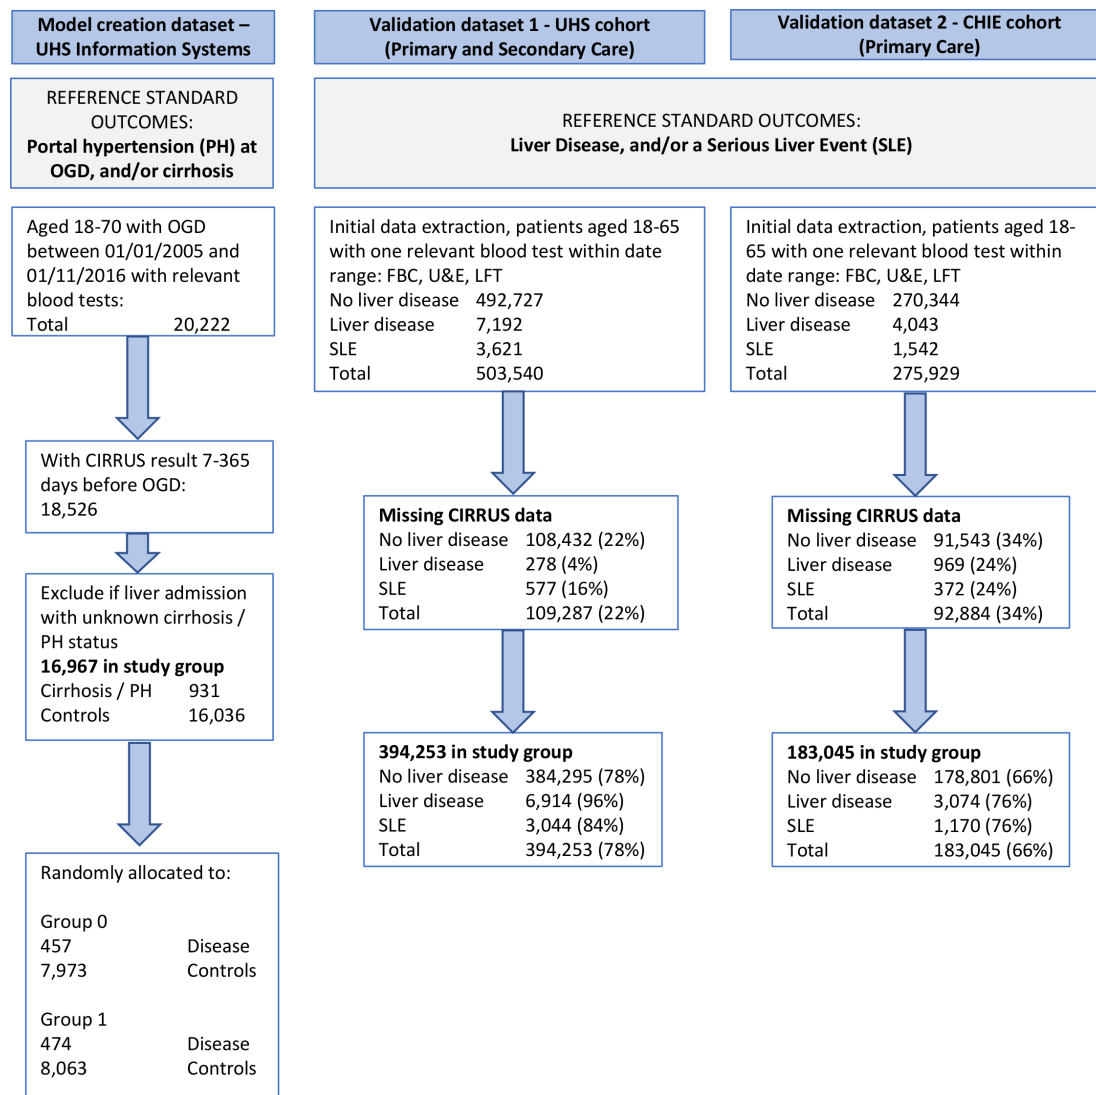 Model creation dataset –
UHS Information Systems
REFERENCE STANDARD
OUTCOMES:
Portal hypertension (PH) at
OGD, and/or cirrhosis
Aged 18-70 with OGD
between 01/01/2005 and
01/11/2016 with relevant
blood tests:
Total 20,222
With CIRRUS result 7-365
days before OGD:
18,526
Exclude if liver admission
with unknown cirrhosis /
PH status
16,967 in study group
Cirrhosis / PH 931
Controls 16,036
Randomly allocated to:
Group 0
457 Disease
7,973 Controls
Group 1
474 Disease
8,063 Controls
Validation dataset 1 - UHS cohort
(Primary and Secondary Care)
Validation dataset 2 - CHIE cohort
(Primary Care)
REFERENCE STANDARD OUTCOMES:
Liver Disease, and/or a Serious Liver Event (SLE)
Initial data extraction, patients aged 18-65
with one relevant blood test within date
range: FBC, U&E, LFT
No liver disease 492,727
Liver disease 7,192
SLE 3,621
Total 503,540
Missing CIRRUS data
No liver disease 108,432 (22%)
Liver disease 278 (4%)
SLE 577 (16%)
Total 109,287 (22%)
394,253 in study group
No liver disease 384,295 (78%)
Liver disease 6,914 (96%)
SLE 3,044 (84%)
Total 394,253 (78%)
Initial data extraction, patients aged 18-
65 with one relevant blood test within
date range: FBC, U&E, LFT
No liver disease 270,344
Liver disease 4,043
SLE 1,542
Total 275,929
Missing CIRRUS data
No liver disease 91,543 (34%)
Liver disease 969 (24%)
SLE 372 (24%)
Total 92,884 (34%)
183,045 in study group
No liver disease 178,801 (66%)
Liver disease 3,074 (76%)
SLE 1,170 (76%)
Total 183,045 (66%)